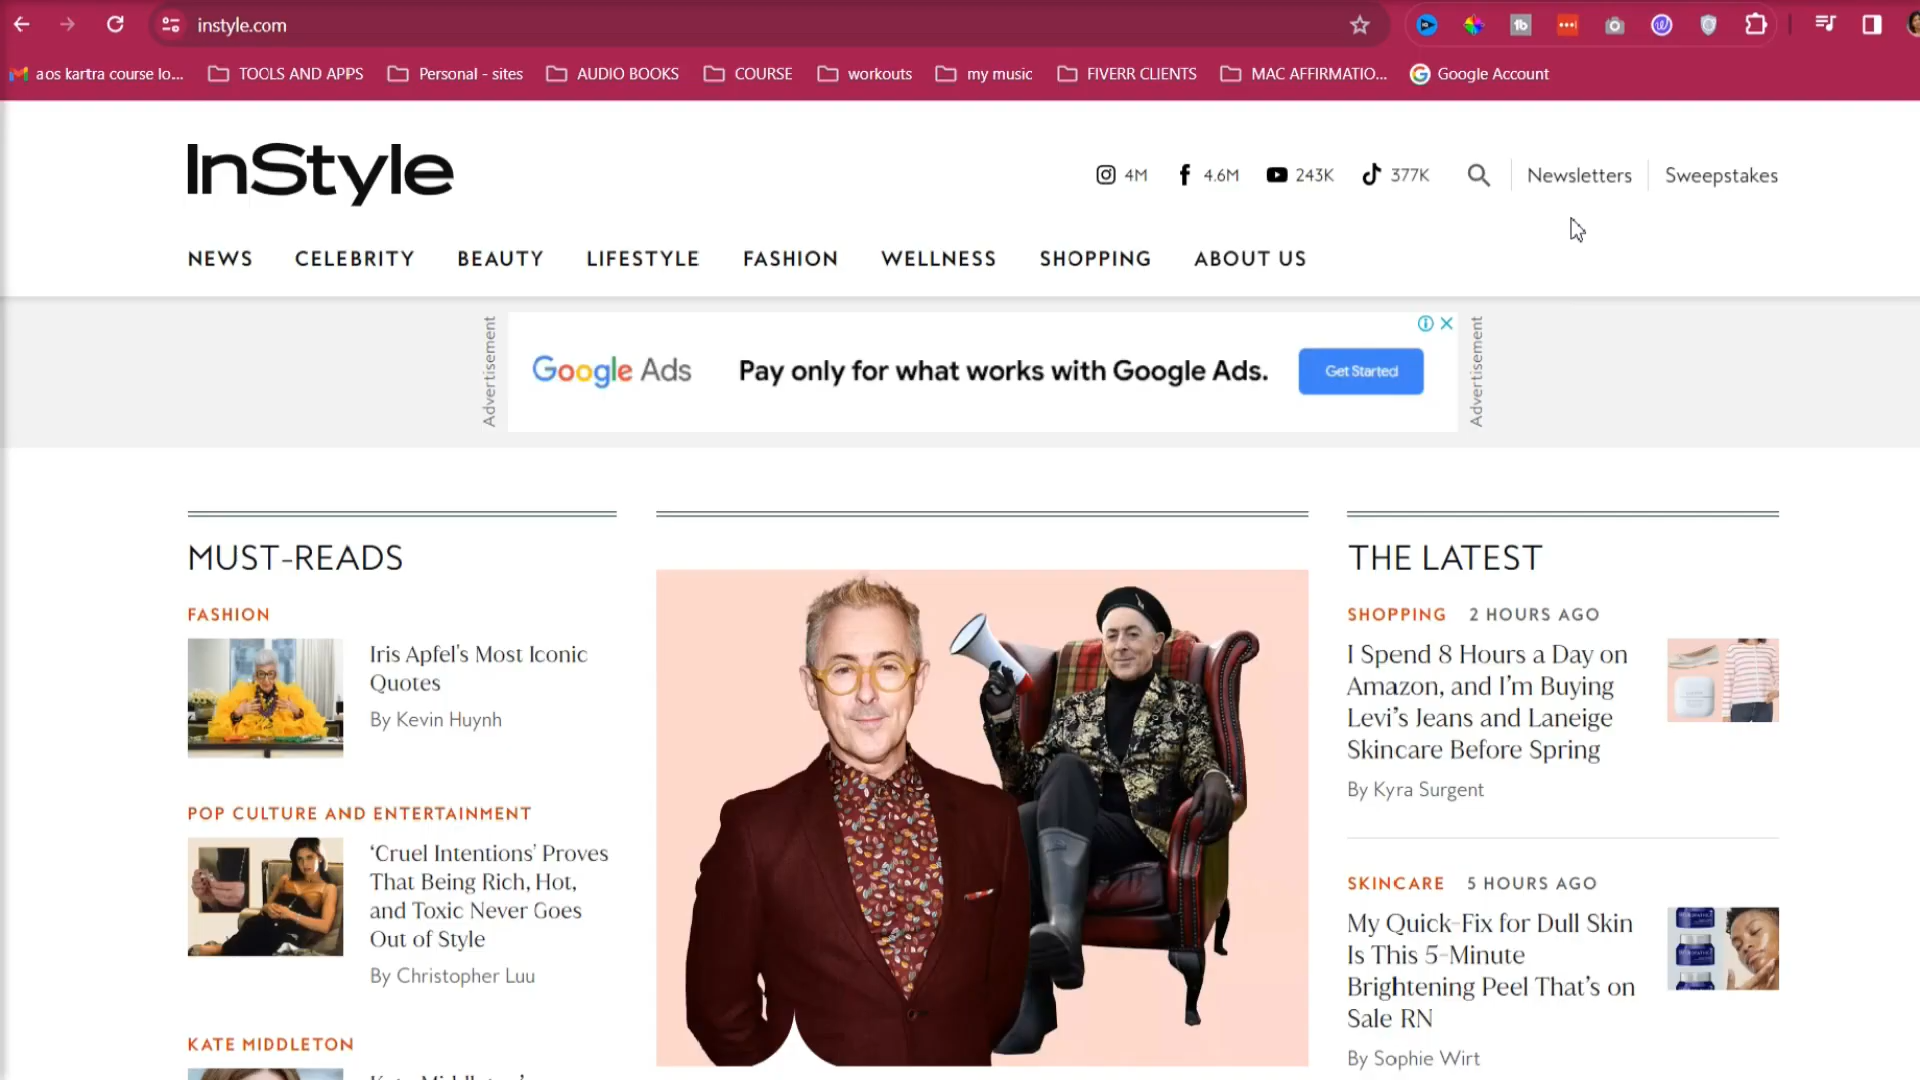 instyle.com
aos kartra course lo...
TOOLS AND APPS
Personal - sites
AUDIO BOOKS
COURSE
workouts
my music
FIVERR CLIENTS
MAC AFFIRMATIO...
Google Account
InStyle
4M
4.6M
243K
377K
Newsletters
Sweepstakes
NEWS
CELEBRITY
BEAUTY
LIFESTYLE
FASHION
WELLNESS
SHOPPING
ABOUT US
Advertisement
Google Ads
Pay only for what works with Google Ads.
Get Started
Advertisement
MUST-READS
FASHION
Iris Apfel's Most Iconic
Quotes
By Kevin Huynh
POP CULTURE AND ENTERTAINMENT
‘Cruel Intentions’ Proves
That Being Rich, Hot,
and Toxic Never Goes
Out of Style
By Christopher Luu
KATE MIDDLETON
THE LATEST
SHOPPING 2 HOURS AGO
I Spend 8 Hours a Day on
Amazon, and I’m Buying
Levi’s Jeans and Laneige
Skincare Before Spring
By Kyra Surgent
SKINCARE 5 HOURS AGO
My Quick-Fix for Dull Skin
Is This 5-Minute
Brightening Peel That’s on
Sale RN
By Sophie Wirt